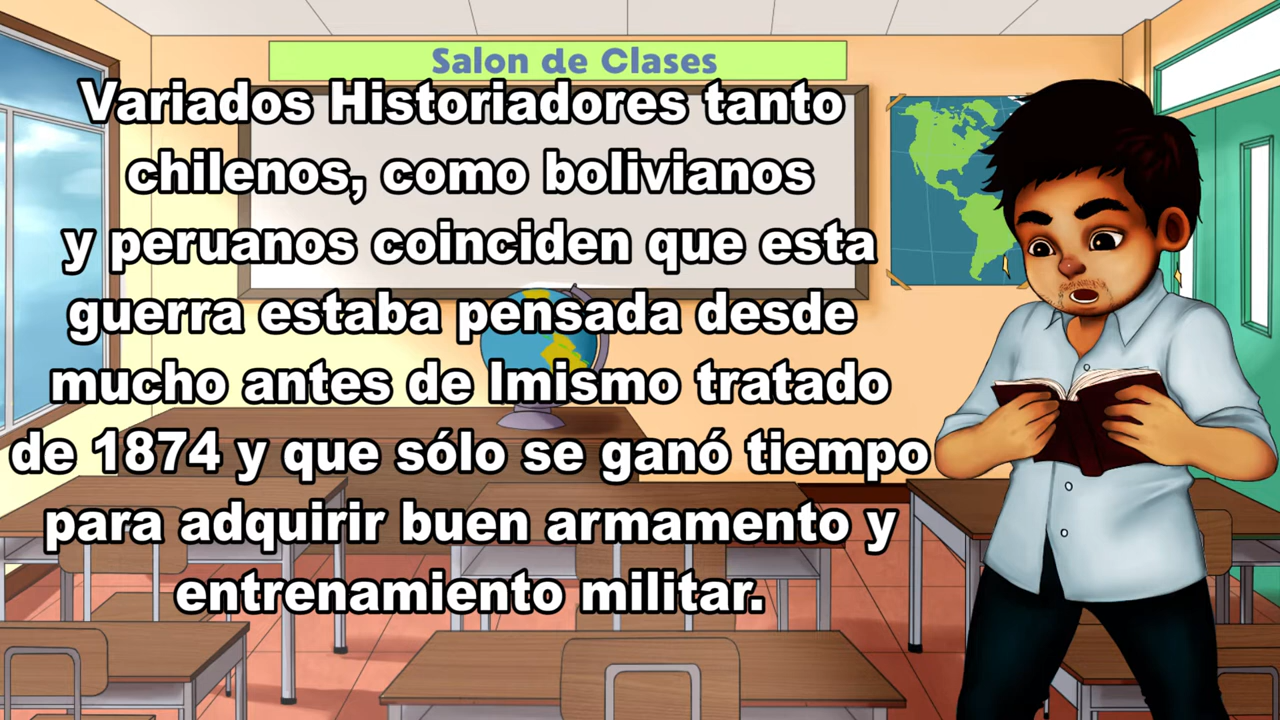 Salon de Clases
Variados Historiadores tanto
chilenos, como bolivianos
y peruanos coinciden que esta
guerra estaba pensada desde
mucho antes de lmismo tratado
de 1874 y que sólo se ganó tiempo
para adquirir buen armamento y
entrenamiento militar.